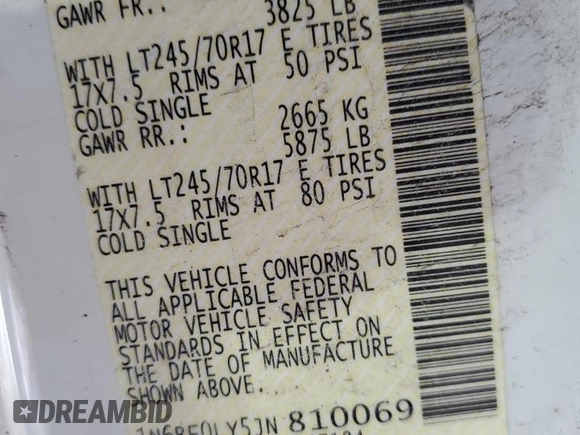 GAWR FR.: 3825 LB
WITH LT245/70R17 E TIRES
17X7.5 RIMS AT 50 PSI
COLD SINGLE
GAWR RR.: 2665 KG
5875 LB
WITH LT245/70R17 E TIRES
17X7.5 RIMS AT 80 PSI
COLD SINGLE
THIS VEHICLE CONFORMS TO
ALL APPLICABLE FEDERAL
MOTOR VEHICLE SAFETY
STANDARDS IN EFFECT ON
THE DATE OF MANUFACTURE
SHOWN ABOVE.
1N6BF0LY5JN 810069
DREAMBID